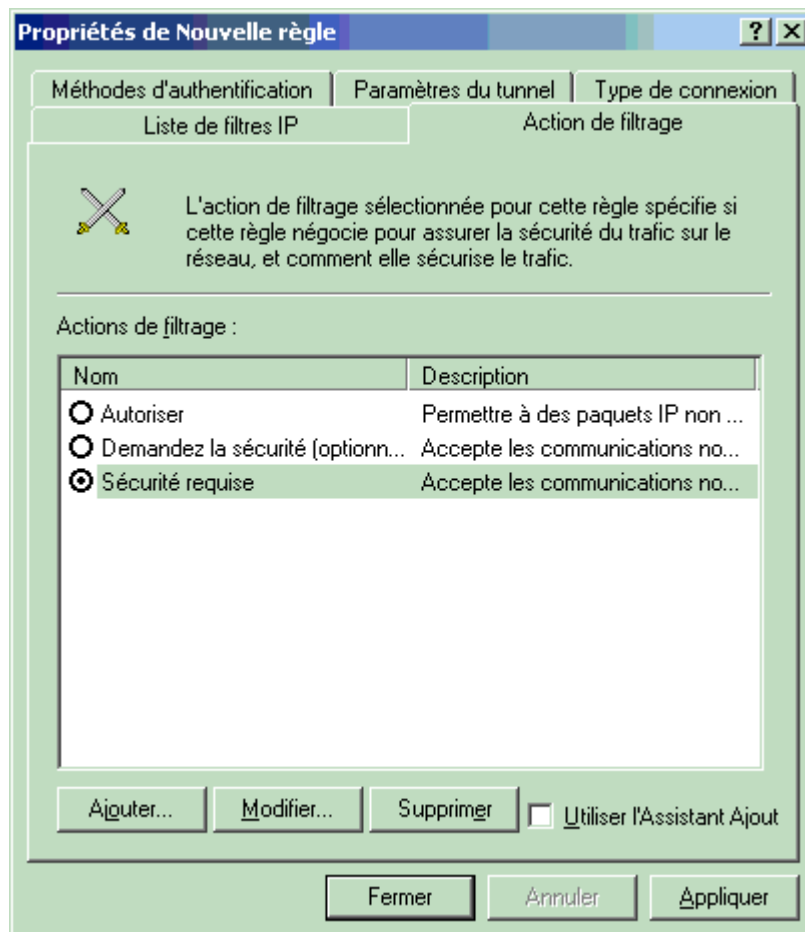 Propriétés de Nouvelle règle
Méthodes d'authentification
Paramètres du tunnel
Type de connexion
Liste de filtres IP
Action de filtrage
L'action de filtrage sélectionnée pour cette règle spécifie si
cette règle négocie pour assurer la sécurité du trafic sur le
réseau, et comment elle sécurise le trafic.
Actions de filtrage :
Nom Description
Autoriser Permettre à des paquets IP non ...
Demandez la sécurité (optionn... Accepte les communications no...
Sécurité requise Accepte les communications no...
Ajouter... Modifier... Supprimer Utiliser l'Assistant Ajout
Fermer Annuler Appliquer